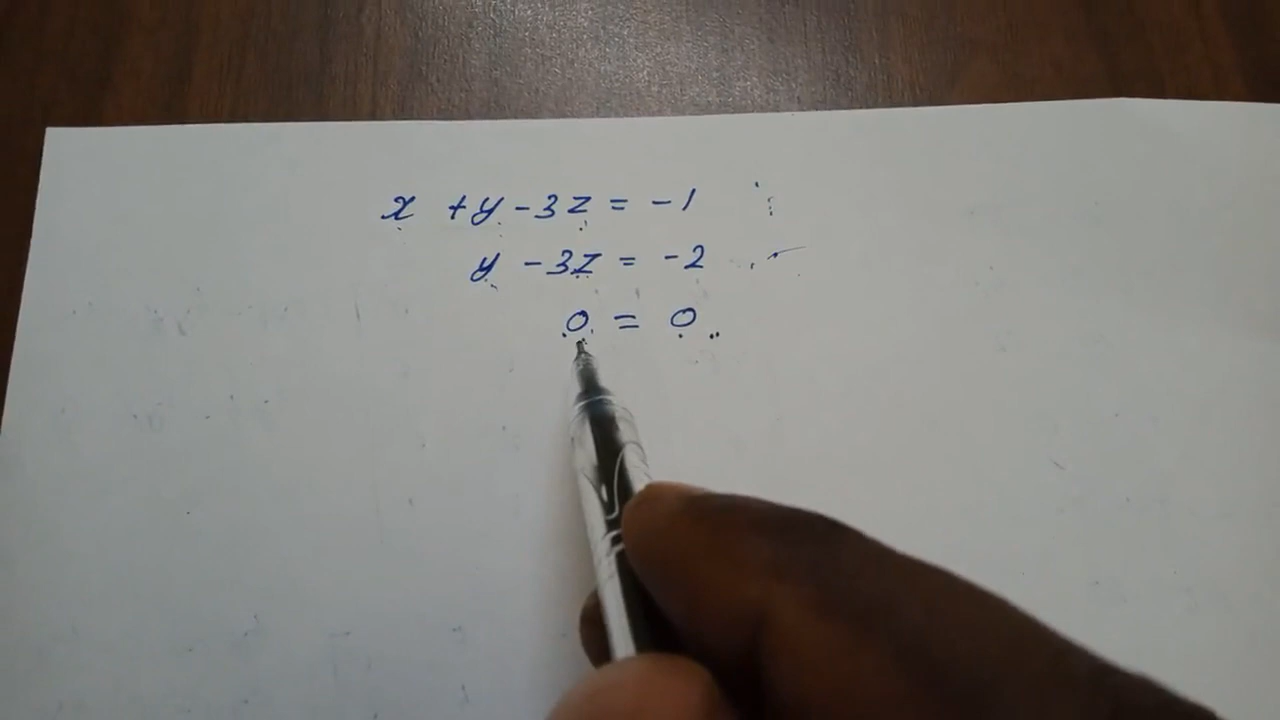 x + y - 3z = -1
y - 3z = -2
0 = 0